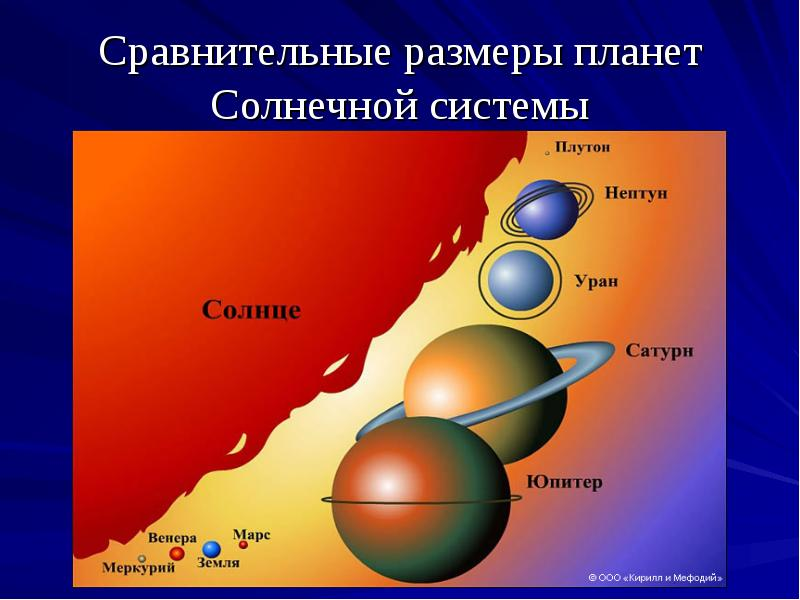 Сравнительные размеры планет
Солнечной системы
Плутон
Нептун
Уран
Солнце
Сатурн
Юпитер
Марс
Венера
Земля
Меркурий
© ООО «Кирилл и Мефодий»